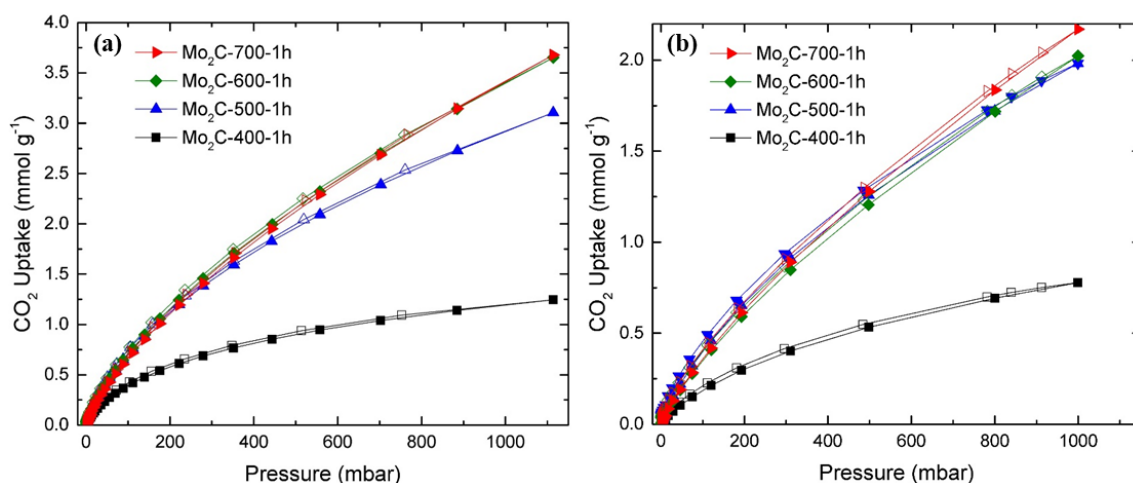 (a)
Mo₂C-700-1h
Mo₂C-600-1h
Mo₂C-500-1h
Mo₂C-400-1h
CO₂ Uptake (mmol g⁻¹)
4.0
3.5
3.0
2.5
2.0
1.5
1.0
0.5
0.0
0 200 400 600 800 1000
Pressure (mbar)
(b)
Mo₂C-700-1h
Mo₂C-600-1h
Mo₂C-500-1h
Mo₂C-400-1h
CO₂ Uptake (mmol g⁻¹)
2.0
1.5
1.0
0.5
0.0
0 200 400 600 800 1000
Pressure (mbar)